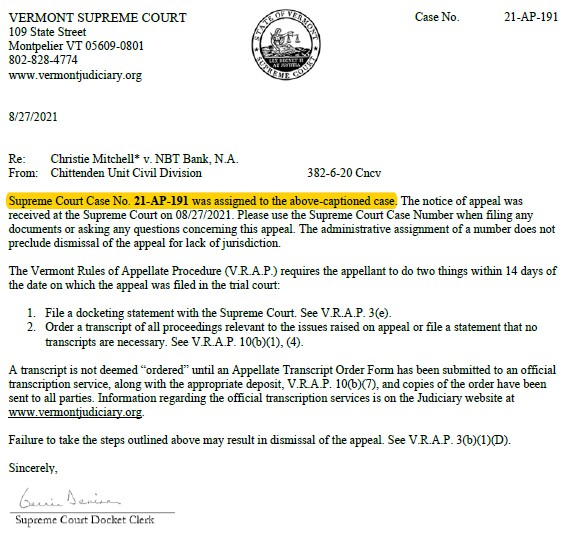 VERMONT SUPREME COURT
Case No. 21-AP-191
109 State Street
Montpelier VT 05609-0801
802-828-4774
www.vermontjudiciary.org
8/27/2021
Re: Christie Mitchell* v. NBT Bank, N.A.
From: Chittenden Unit Civil Division 382-6-20 Cncv
Supreme Court Case No. 21-AP-191 was assigned to the above-captioned case. The notice of appeal was
received at the Supreme Court on 08/27/2021. Please use the Supreme Court Case Number when filing any
documents or asking any questions concerning this appeal. The administrative assignment of a number does not
preclude dismissal of the appeal for lack of jurisdiction.
The Vermont Rules of Appellate Procedure (V.R.A.P.) requires the appellant to do two things within 14 days of
the date on which the appeal was filed in the trial court:
1. File a docketing statement with the Supreme Court. See V.R.A.P. 3(e).
2. Order a transcript of all proceedings relevant to the issues raised on appeal or file a statement that no
transcripts are necessary. See V.R.A.P. 10(b)(1), (4).
A transcript is not deemed “ordered” until an Appellate Transcript Order Form has been submitted to an official
transcription service, along with the appropriate deposit, V.R.A.P. 10(b)(7), and copies of the order have been
sent to all parties. Information regarding the official transcription services is on the Judiciary website at
www.vermontjudiciary.org.
Failure to take the steps outlined above may result in dismissal of the appeal. See V.R.A.P. 3(b)(1)(D).
Sincerely,
Supreme Court Docket Clerk